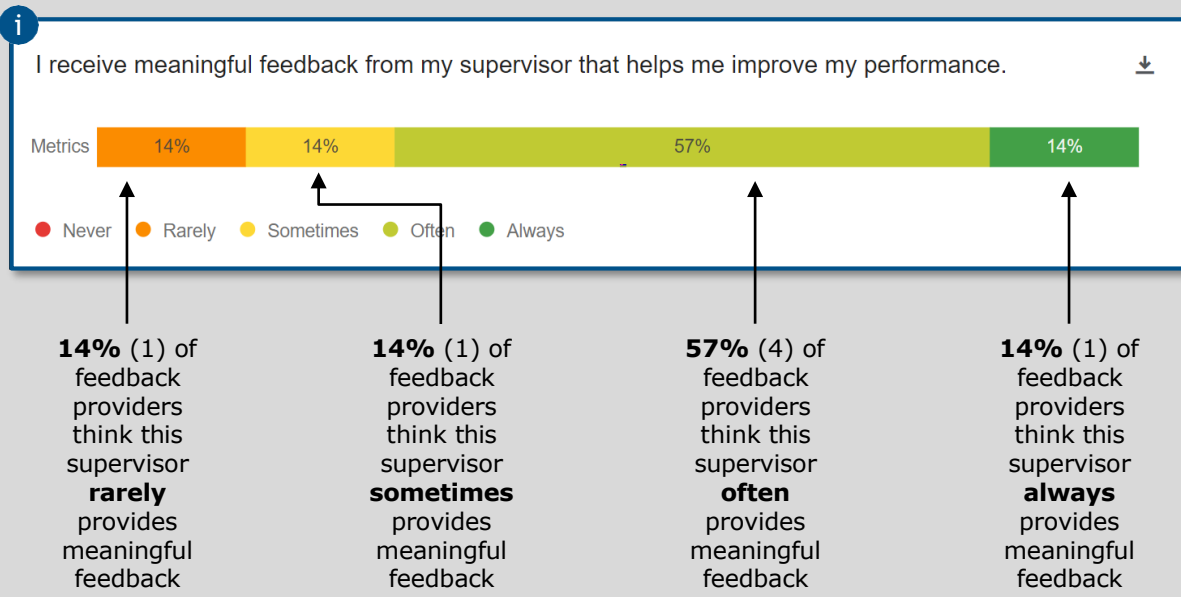 i
I receive meaningful feedback from my supervisor that helps me improve my performance.
Metrics 14% 14% 57% 14%
Never Rarely Sometimes Often Always
14% (1) of
feedback
providers
think this
supervisor
rarely
provides
meaningful
feedback
14% (1) of
feedback
providers
think this
supervisor
sometimes
provides
meaningful
feedback
57% (4) of
feedback
providers
think this
supervisor
often
provides
meaningful
feedback
14% (1) of
feedback
providers
think this
supervisor
always
provides
meaningful
feedback